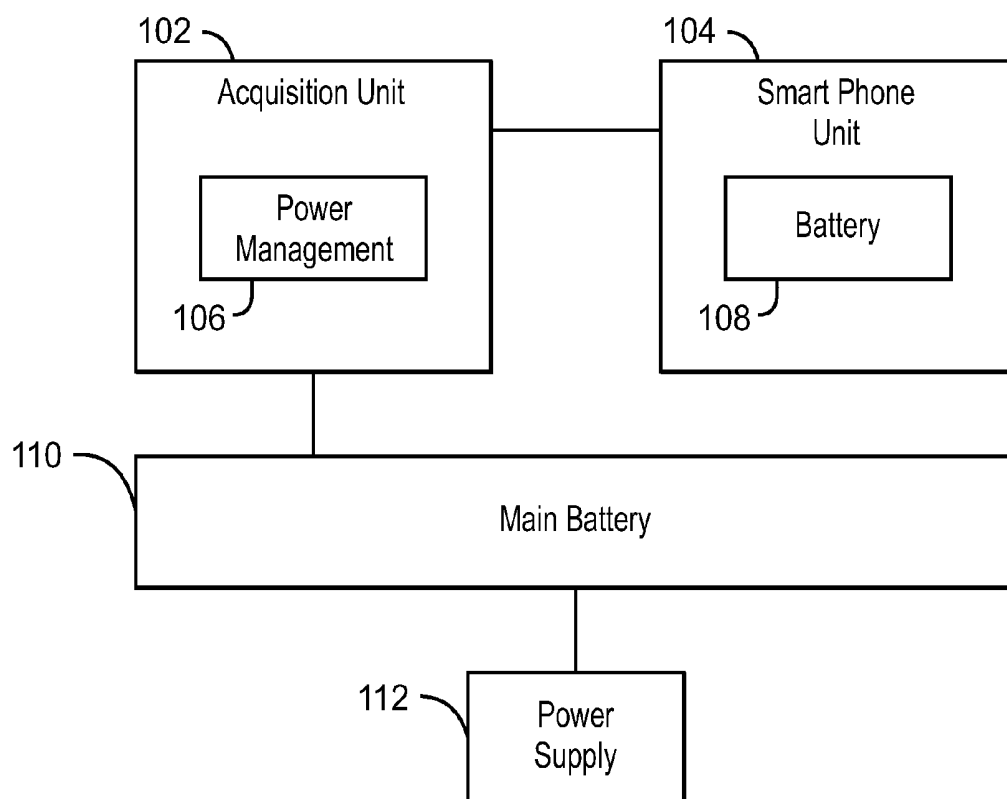 102
104
Acquisition Unit
Smart Phone
Unit
Power
Management
Battery
106
108
110
Main Battery
112
Power
Supply